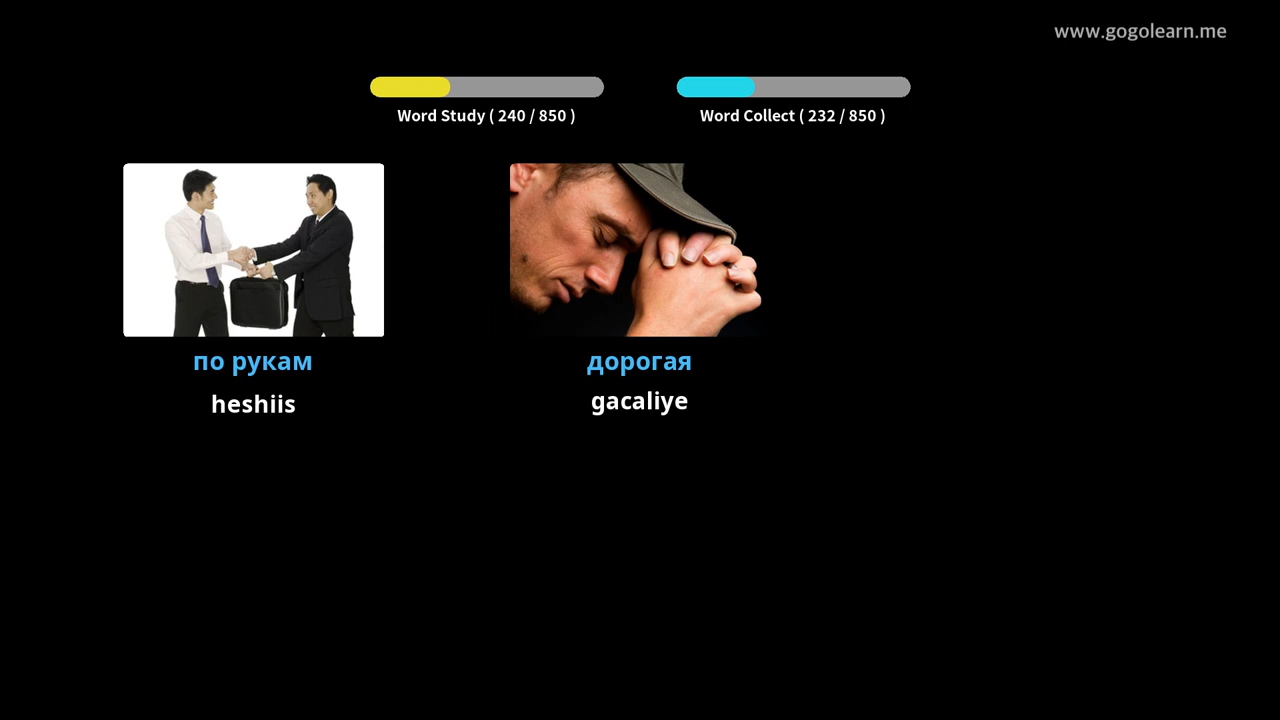 www.gogolearn.me
Word Study ( 240 / 850 )
Word Collect ( 232 / 850 )
по рукам
heshiis
дорогая
gacaliye